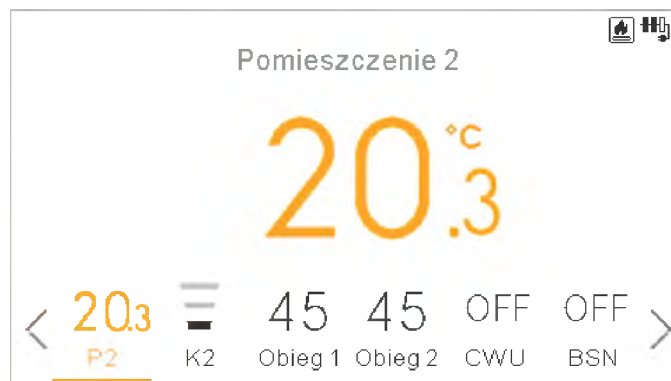 Pomieszczenie 2
20.3 °C
20.3 45 45 OFF OFF
P2 K2 Obieg 1 Obieg 2 CWU BSN